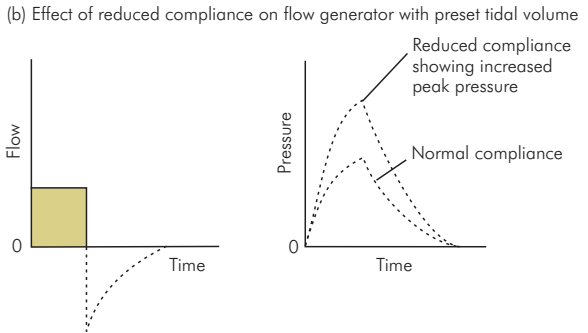 (b) Effect of reduced compliance on flow generator with preset tidal volume
Flow
0
Time
Pressure
0
Time
Reduced compliance
showing increased
peak pressure
Normal compliance